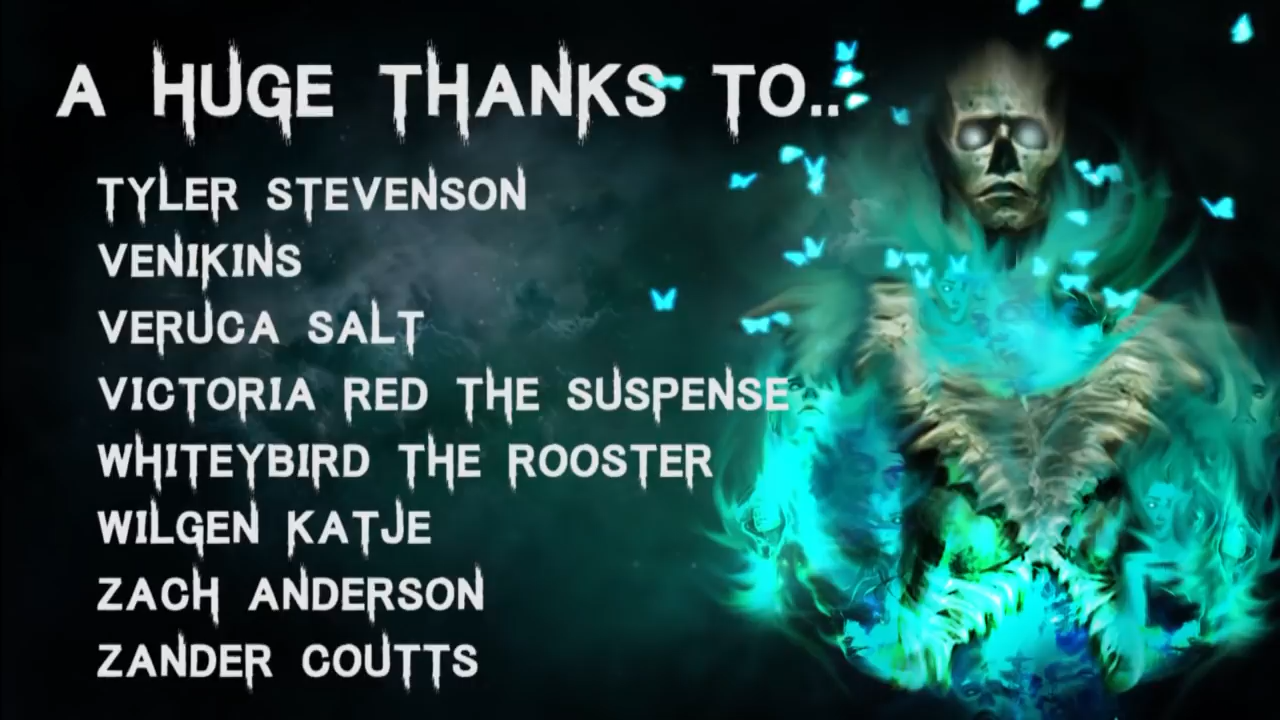 A HUGE THANKS TO..
TYLER STEVENSON
VENIKINS
VERUCA SALT
VICTORIA RED THE SUSPENSE
WHITEYBIRD THE ROOSTER
WILGEN KATJE
ZACH ANDERSON
ZANDER COUTTS